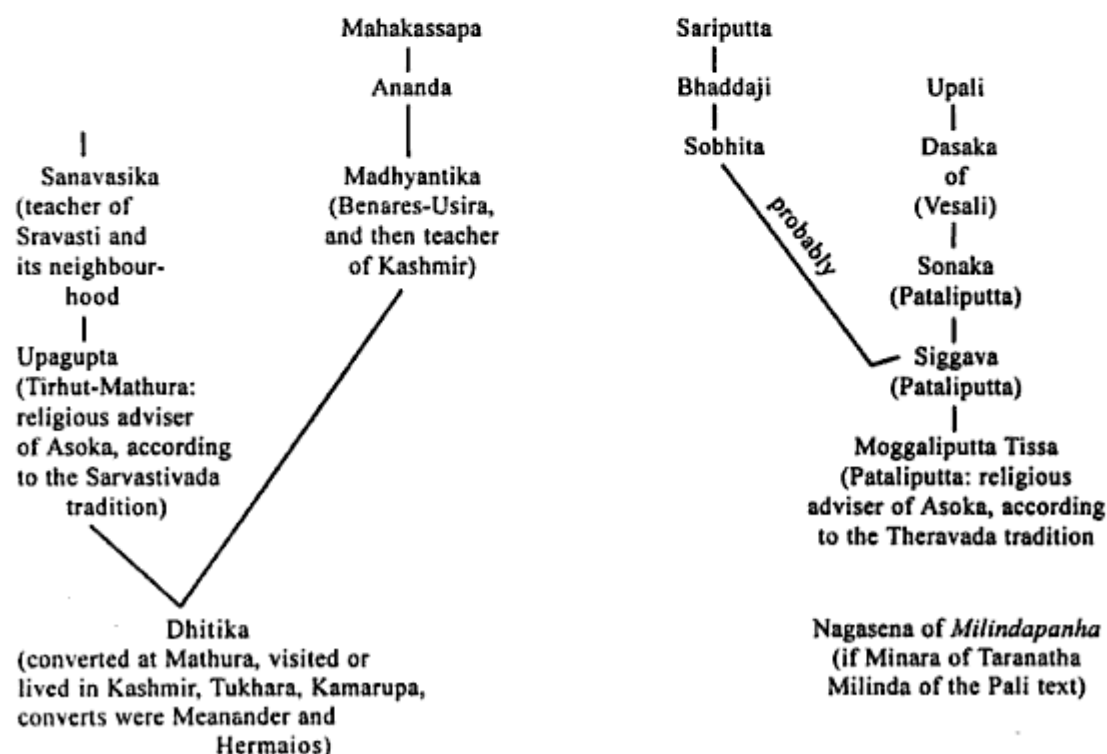 Mahakassapa
Ananda
Madhyantika
(Benares-Usira,
and then teacher
of Kashmir)
Sanavasika
(teacher of
Sravasti and
its neighbour-
hood
Upagupta
(Tirhut-Mathura:
religious adviser
of Asoka, according
to the Sarvastivada
tradition)
Dhitika
(converted at Mathura, visited or
lived in Kashmir, Tukhara, Kamarupa,
converts were Meanander and
Hermaios)
Sariputta
Bhaddaji
Sobhita
probably
Upali
Dasaka
of
(Vesali)
Sonaka
(Pataliputta)
Siggava
(Pataliputta)
Moggaliputta Tissa
(Pataliputta: religious
adviser of Asoka, according
to the Theravada tradition
Nagasena of Milindapanha
(if Minara of Taranatha
Milinda of the Pali text)